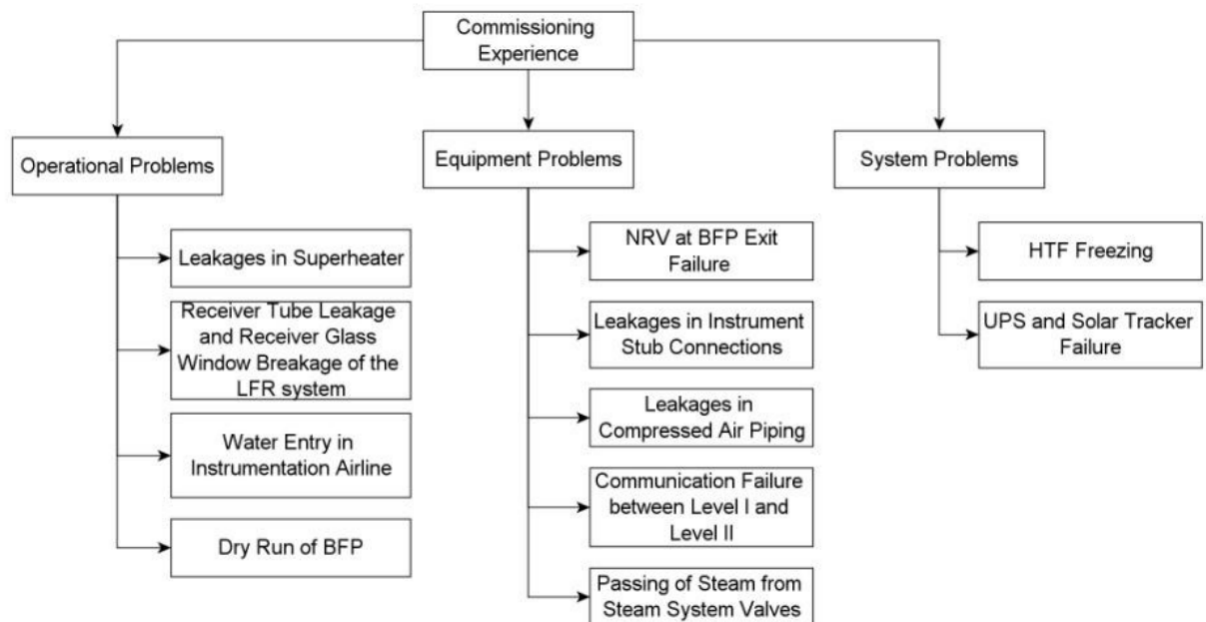 Commissioning
Experience
Operational Problems
Equipment Problems
System Problems
Leakages in Superheater
Receiver Tube Leakage
and Receiver Glass
Window Breakage of the
LFR system
Water Entry in
Instrumentation Airline
Dry Run of BFP
NRV at BFP Exit
Failure
Leakages in Instrument
Stub Connections
Leakages in
Compressed Air Piping
Communication Failure
between Level I and
Level II
Passing of Steam from
Steam System Valves
HTF Freezing
UPS and Solar Tracker
Failure